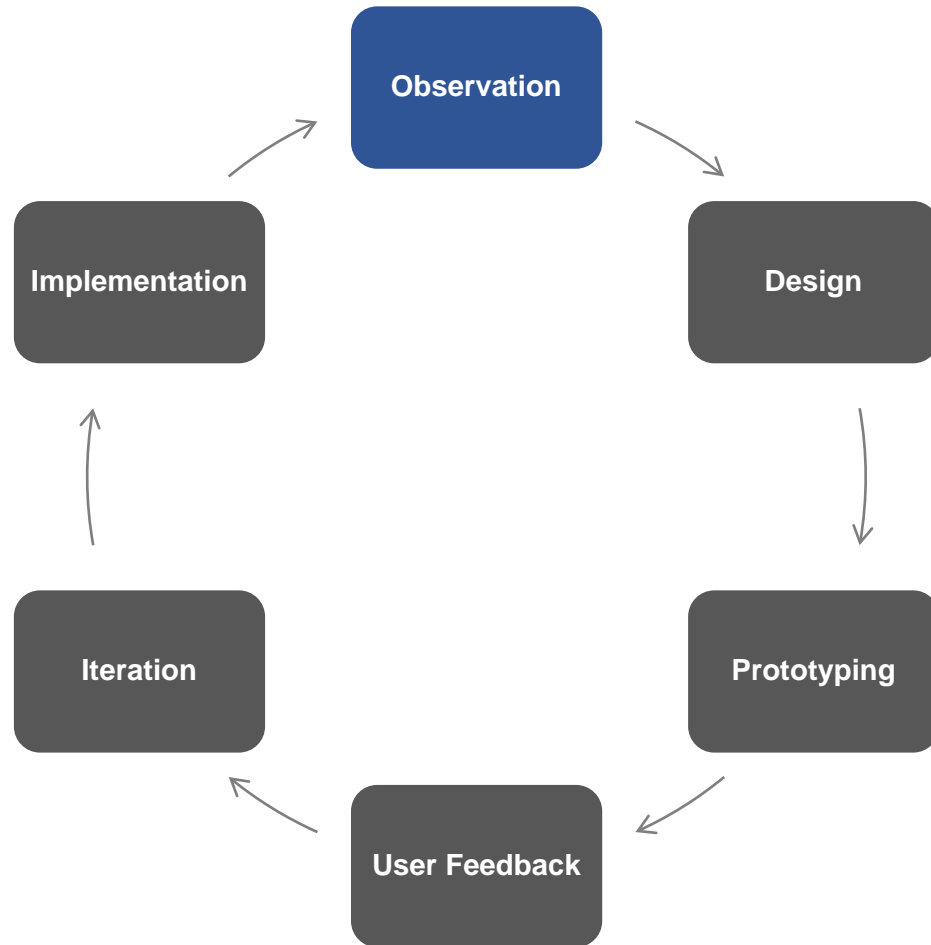 Observation
Design
Prototyping
User Feedback
Iteration
Implementation